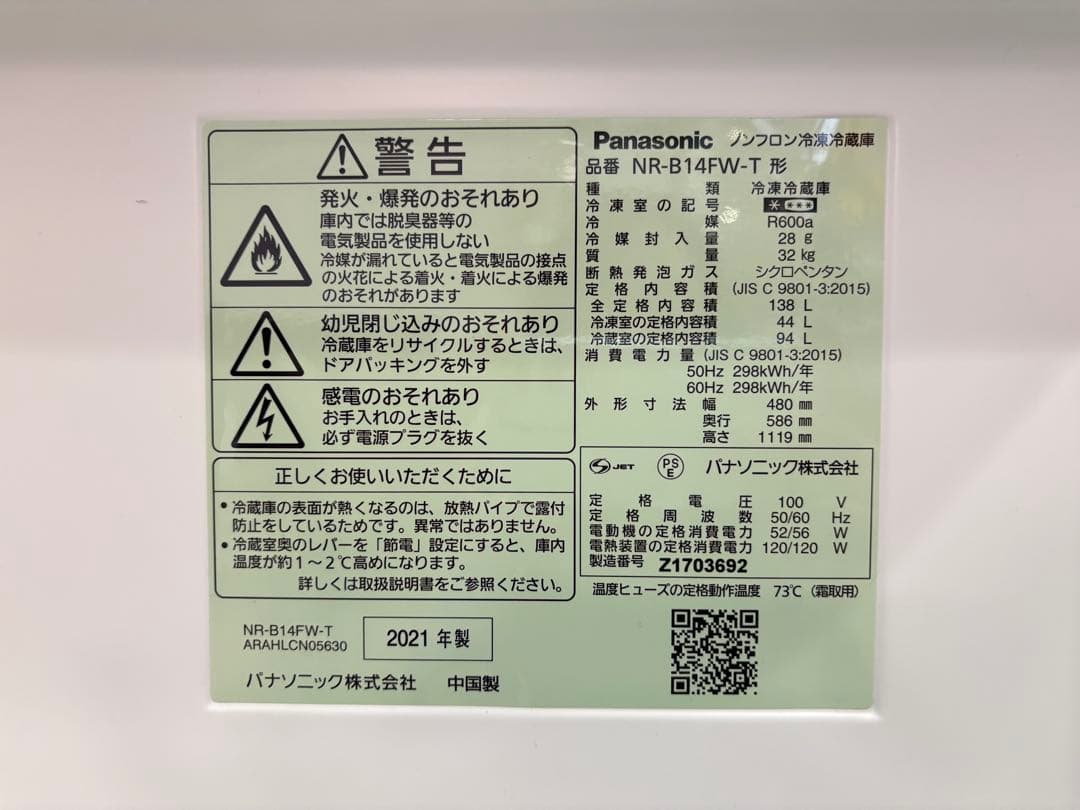 警告
発火・爆発のおそれあり
庫内では脱臭器等の
電気製品を使用しない
冷媒が漏れていると電気製品の接点
の火花による着火・着火による爆発
のおそれがあります
幼児閉じ込みのおそれあり
冷蔵庫をリサイクルするときは、
ドアパッキングを外す
感電のおそれあり
お手入れのときは、
必ず電源プラグを抜く
正しくお使いいただくために
•冷蔵庫の表面が熱くなるのは、放熱パイプで露付
防止をしているためです。異常ではありません。
•冷蔵室奥のレバーを「節電」設定にすると、庫内
温度が約1〜2℃高めになります。
詳しくは取扱説明書をご参照ください。
NR-B14FW-T
ARAHLCN05630
2021年製
パナソニック株式会社 中国製
Panasonic ノンフロン冷凍冷蔵庫
品番 NR-B14FW-T 形
種類 冷凍冷蔵庫
冷凍室の記号
冷媒 R600a
冷媒封入量 28 g
質量 32 kg
断熱発泡ガス シクロペンタン
定格内容積 (JIS C 9801-3:2015)
全定格内容積 138 L
冷凍室の定格内容積 44 L
冷蔵室の定格内容積 94 L
消費電力量 (JIS C 9801-3:2015)
50Hz 298kWh/年
60Hz 298kWh/年
外形寸法 幅 480 mm
奥行 586 mm
高さ 1119 mm
S JET PS E パナソニック株式会社
定格電圧 100 V
定格周波数 50/60 Hz
電動機の定格消費電力 52/56 W
電熱装置の定格消費電力 120/120 W
製造番号 Z1703692
温度ヒューズの定格動作温度 73℃ (霜取用)